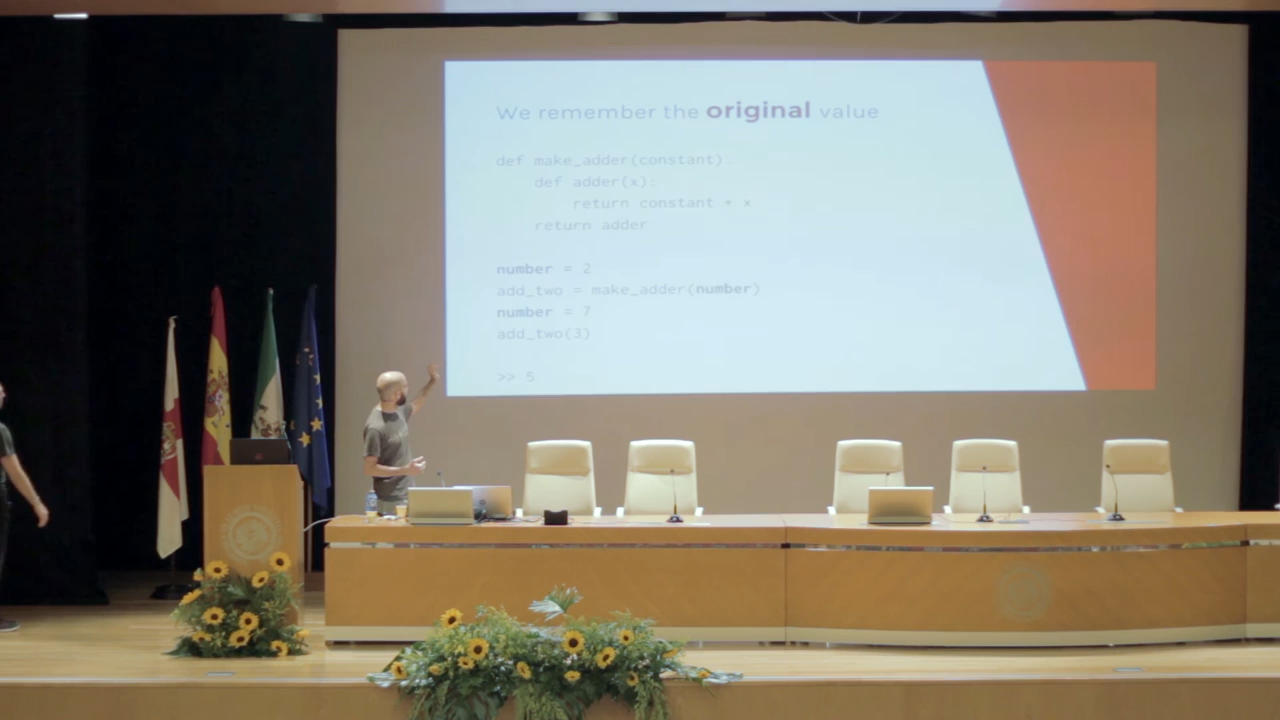 We remember the original value
def make_adder(constant):
def adder(x):
return constant + x
return adder
number = 2
add_two = make_adder(number)
number = 7
add_two(3)
>> 5